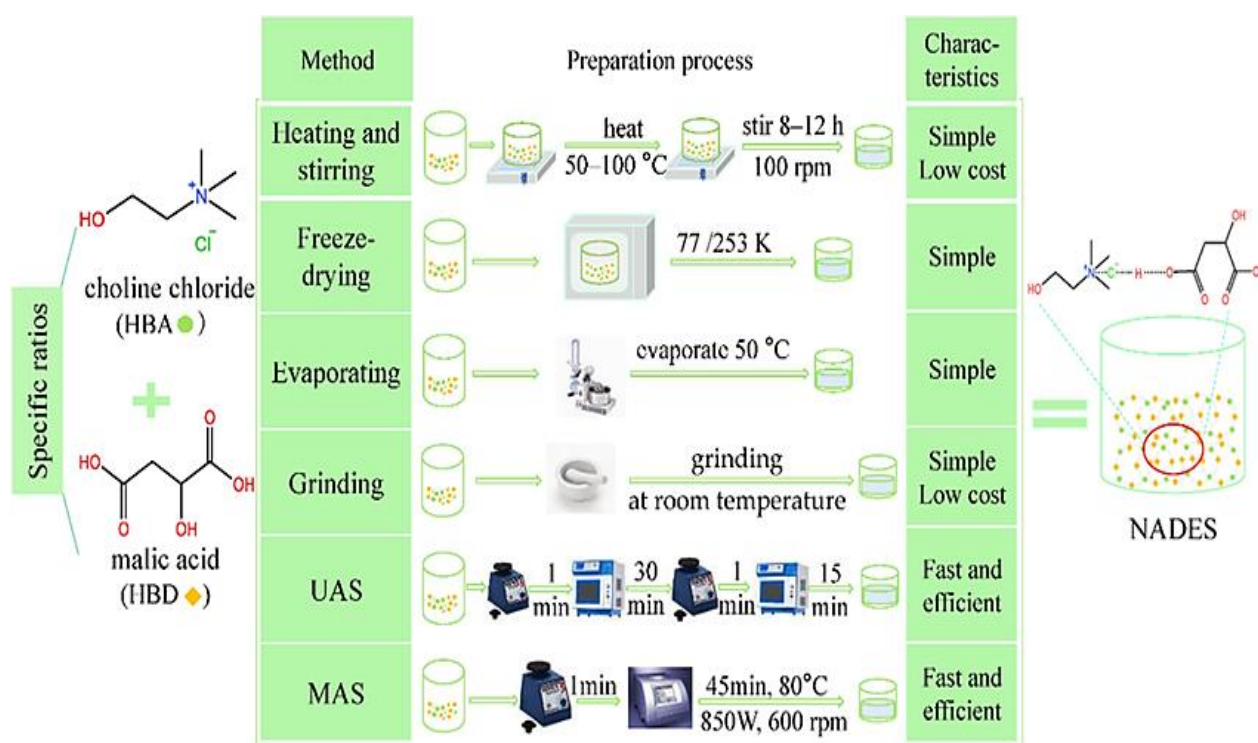 Method
Preparation process
Charac-
teristics
Heating and
stirring
heat
50–100 °C
stir 8–12 h
100 rpm
Simple
Low cost
HO
N
+
Cl
-
choline chloride
(HBA
)
Freeze-
drying
77 /253 K
Simple
Specific ratios
+
Evaporating
evaporate 50 °C
Simple
HO
O
O
OH
OH
malic acid
(HBD
)
Grinding
grinding
at room temperature
Simple
Low cost
UAS
1
min
30
min
1
min
15
min
Fast and
efficient
MAS
1min
45min, 80°C
850W, 600 rpm
Fast and
efficient
HO
N
H
O
O
O
OH
=
NADES